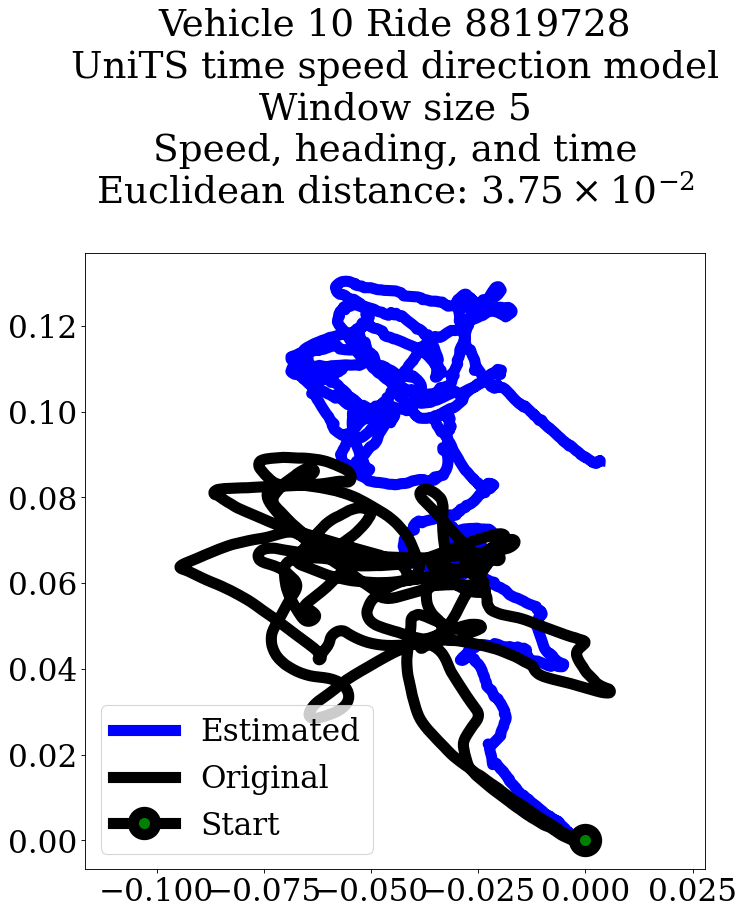 Vehicle 10 Ride 8819728
UniTS time speed direction model
Window size 5
Speed, heading, and time
Euclidean distance: 3.75 × 10⁻²
0.12
0.10
0.08
0.06
0.04
0.02
0.00
Estimated
Original
Start
−0.100 −0.075 −0.050 −0.025 0.000 0.025